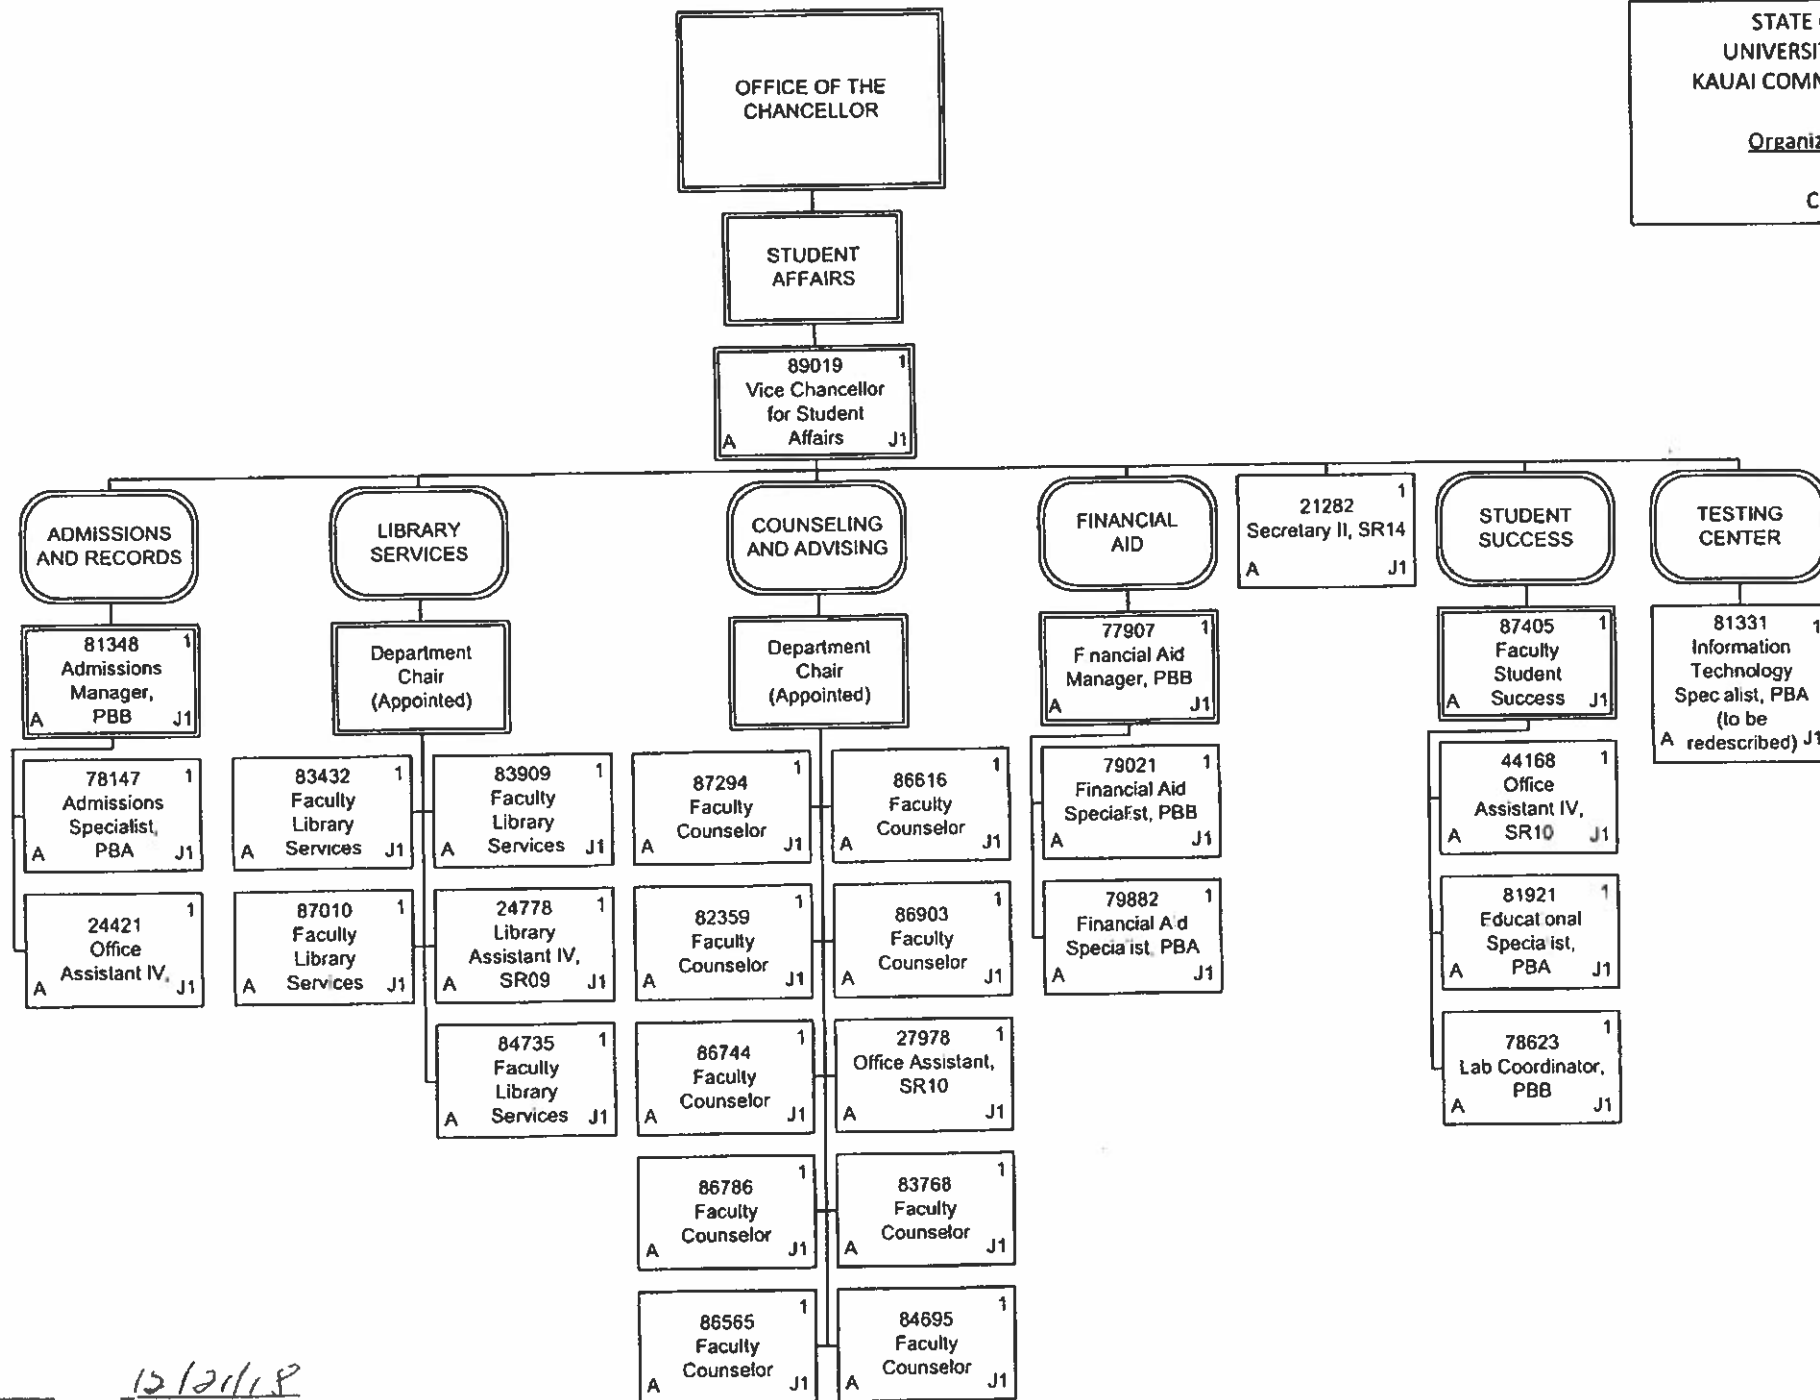 STATE
UNIVERSI
KAUAI COMM
Organiz
C
OFFICE OF THE
CHANCELLOR
STUDENT
AFFAIRS
89019 1
Vice Chancellor
for Student
A Affairs J1
ADMISSIONS
AND RECORDS
LIBRARY
SERVICES
COUNSELING
AND ADVISING
FINANCIAL
AID
21282 1
Secretary II, SR14
A J1
STUDENT
SUCCESS
TESTING
CENTER
81348 1
Admissions
Manager,
A PBB J1
78147 1
Admissions
Specialist,
A PBA J1
24421 1
Office
Assistant IV,
A J1
Department
Chair
(Appointed)
83432 1
Faculty
Library
A Services J1
83909 1
Faculty
Library
A Services J1
87010 1
Faculty
Library
A Services J1
24778 1
Library
Assistant IV,
A SR09 J1
84735 1
Faculty
Library
A Services J1
Department
Chair
(Appointed)
87294 1
Faculty
Counselor
A J1
86616 1
Faculty
Counselor
A J1
82359 1
Faculty
Counselor
A J1
86903 1
Faculty
Counselor
A J1
86744 1
Faculty
Counselor
A J1
27978 1
Office Assistant,
SR10
A J1
86786 1
Faculty
Counselor
A J1
83768 1
Faculty
Counselor
A J1
86565 1
Faculty
Counselor
A J1
84695 1
Faculty
Counselor
A J1
77907 1
Financial Aid
Manager, PBB
A J1
79021 1
Financial Aid
Specialist, PBB
A J1
79882 1
Financial Aid
Specialist, PBA
A J1
87405 1
Faculty
Student
A Success J1
44168 1
Office
Assistant IV,
A SR10 J1
81921 1
Educational
Specialist,
A PBA J1
78623 1
Lab Coordinator,
PBB
A J1
81331 1
Information
Technology
Specialist, PBA
(to be
A redescribed) J1
12/21/18